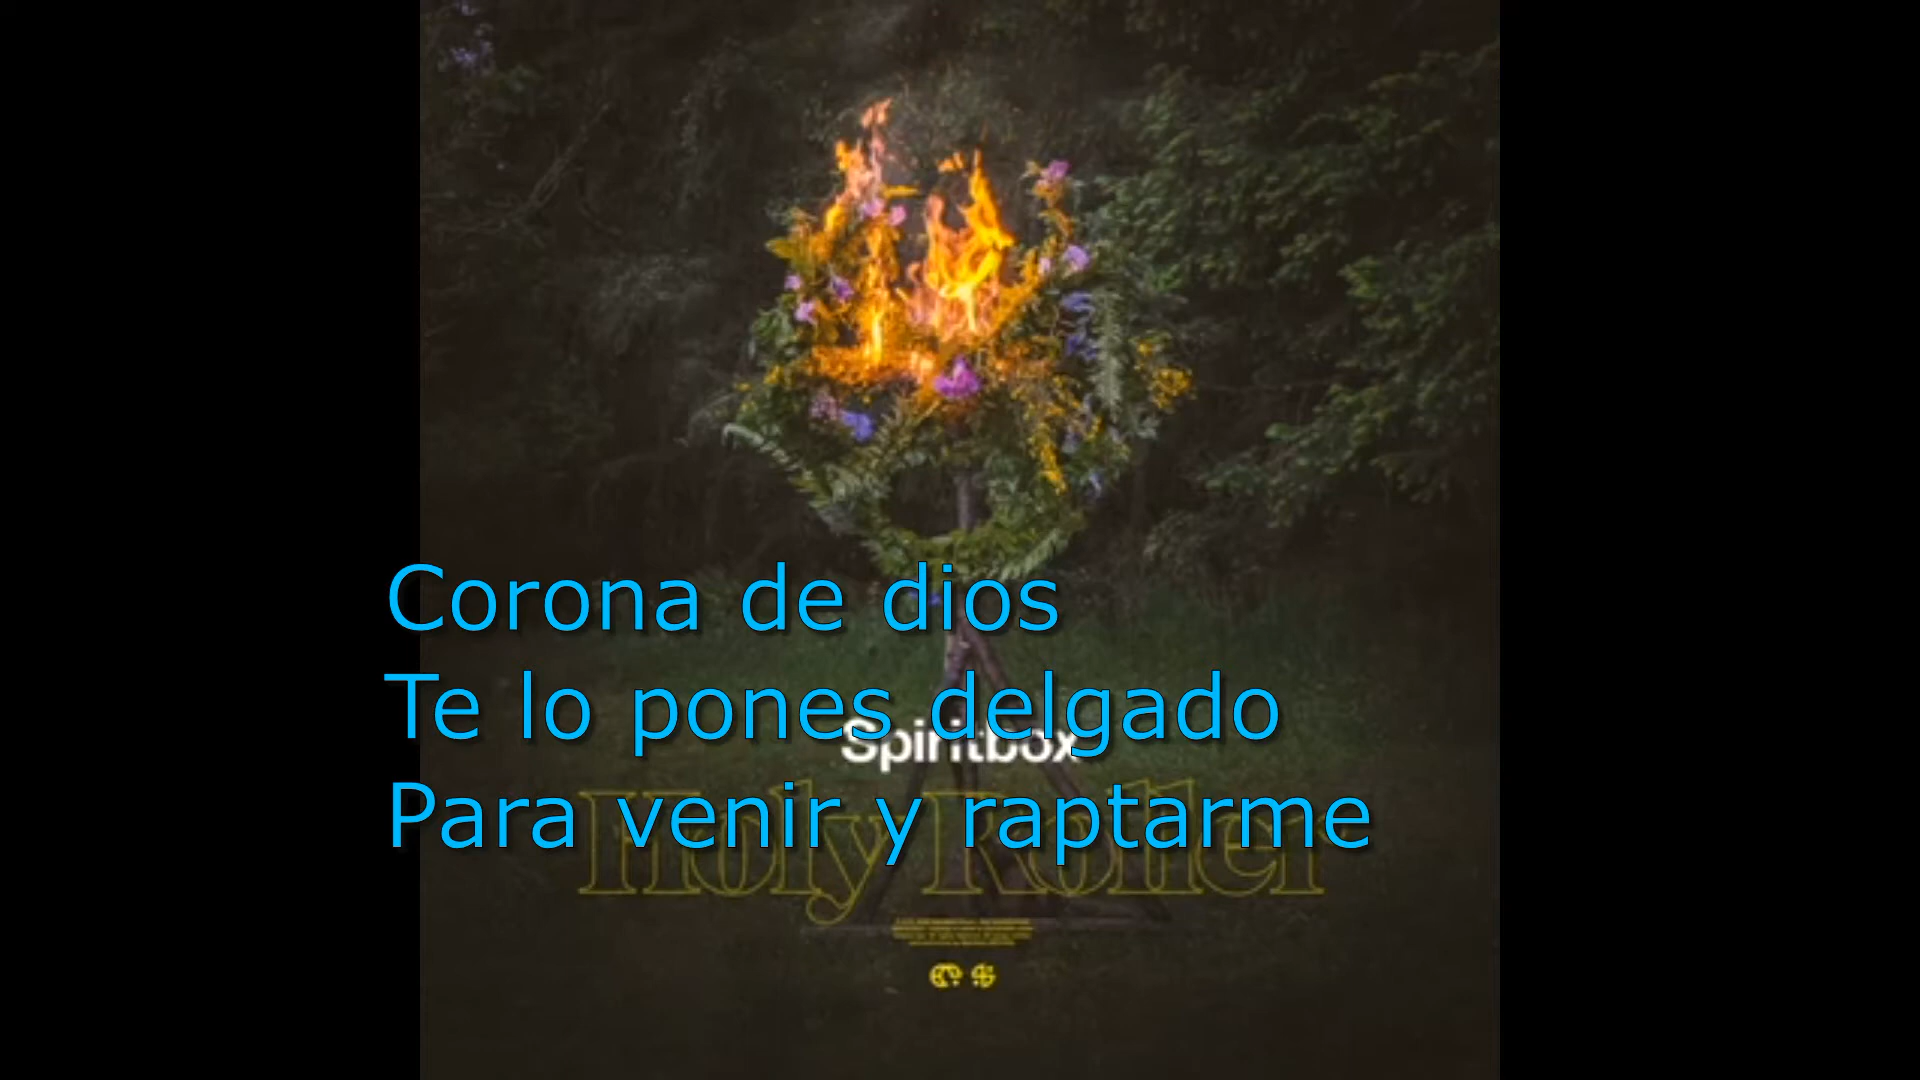 Corona de dios
Te lo pones delgado
Spiritbox
Para venir y raptarme
Holy Roller